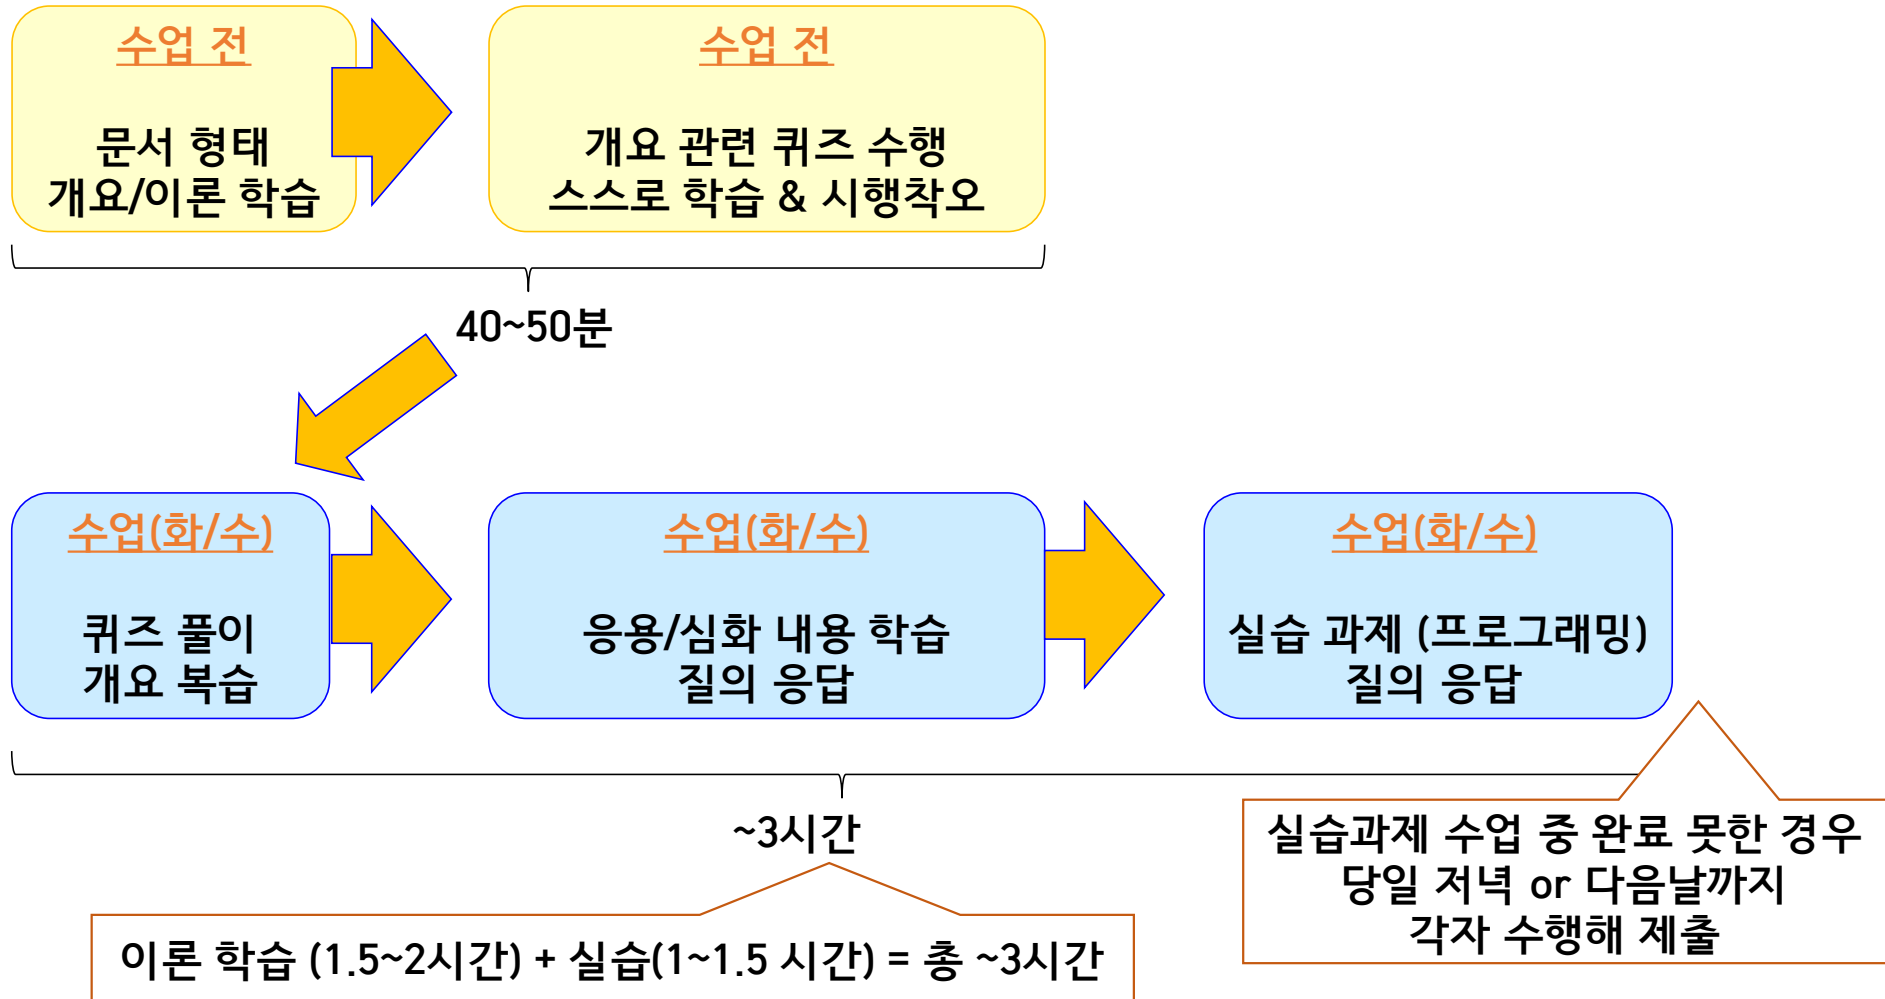 수업 전
문서 형태
개요/이론 학습
수업 전
개요 관련 퀴즈 수행
스스로 학습 & 시행착오
40~50분
수업(화/수)
퀴즈 풀이
개요 복습
수업(화/수)
응용/심화 내용 학습
질의 응답
수업(화/수)
실습 과제 (프로그래밍)
질의 응답
~3시간
이론 학습 (1.5~2시간) + 실습(1~1.5 시간) = 총 ~3시간
실습과제 수업 중 완료 못한 경우
당일 저녁 or 다음날까지
각자 수행해 제출